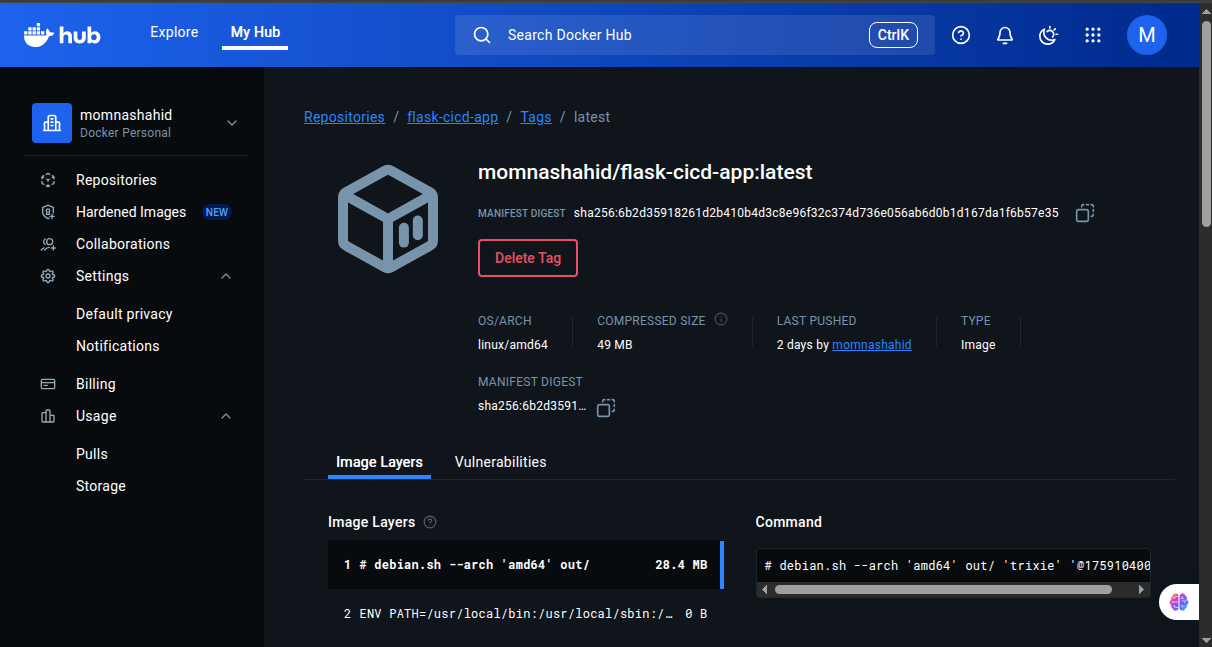 hub
Explore
My Hub
Search Docker Hub
CtrlK
M
momnashahid
Docker Personal
Repositories
Hardened Images NEW
Collaborations
Settings
Default privacy
Notifications
Billing
Usage
Pulls
Storage
Repositories / flask-cicd-app / Tags / latest
momnashahid/flask-cicd-app:latest
MANIFEST DIGEST sha256:6b2d35918261d2b410b4d3c8e96f32c374d736e056ab6d0b1d167da1f6b57e35
Delete Tag
OS/ARCH
linux/amd64
COMPRESSED SIZE
49 MB
LAST PUSHED
2 days by momnashahid
TYPE
Image
MANIFEST DIGEST
sha256:6b2d3591...
Image Layers
Vulnerabilities
Image Layers
1 # debian.sh --arch 'amd64' out/ 28.4 MB
2 ENV PATH=/usr/local/bin:/usr/local/sbin:/… 0 B
Command
# debian.sh --arch 'amd64' out/ 'trixie' '@175910400